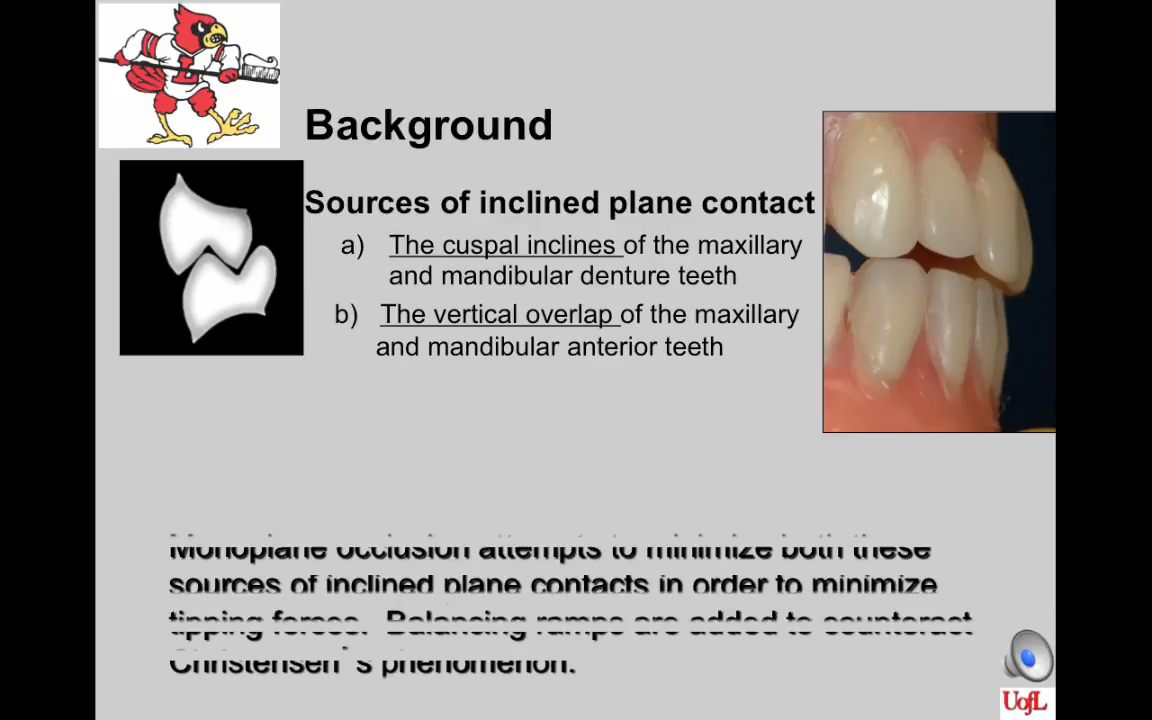 Background
Sources of inclined plane contact
a) The cuspal inclines of the maxillary
and mandibular denture teeth
b) The vertical overlap of the maxillary
and mandibular anterior teeth
Monoplane occlusion attempts to minimize both these
sources of inclined plane contacts in order to minimize
tipping forces. Balancing ramps are added to counteract
Christensen's phenomenon.
UofL